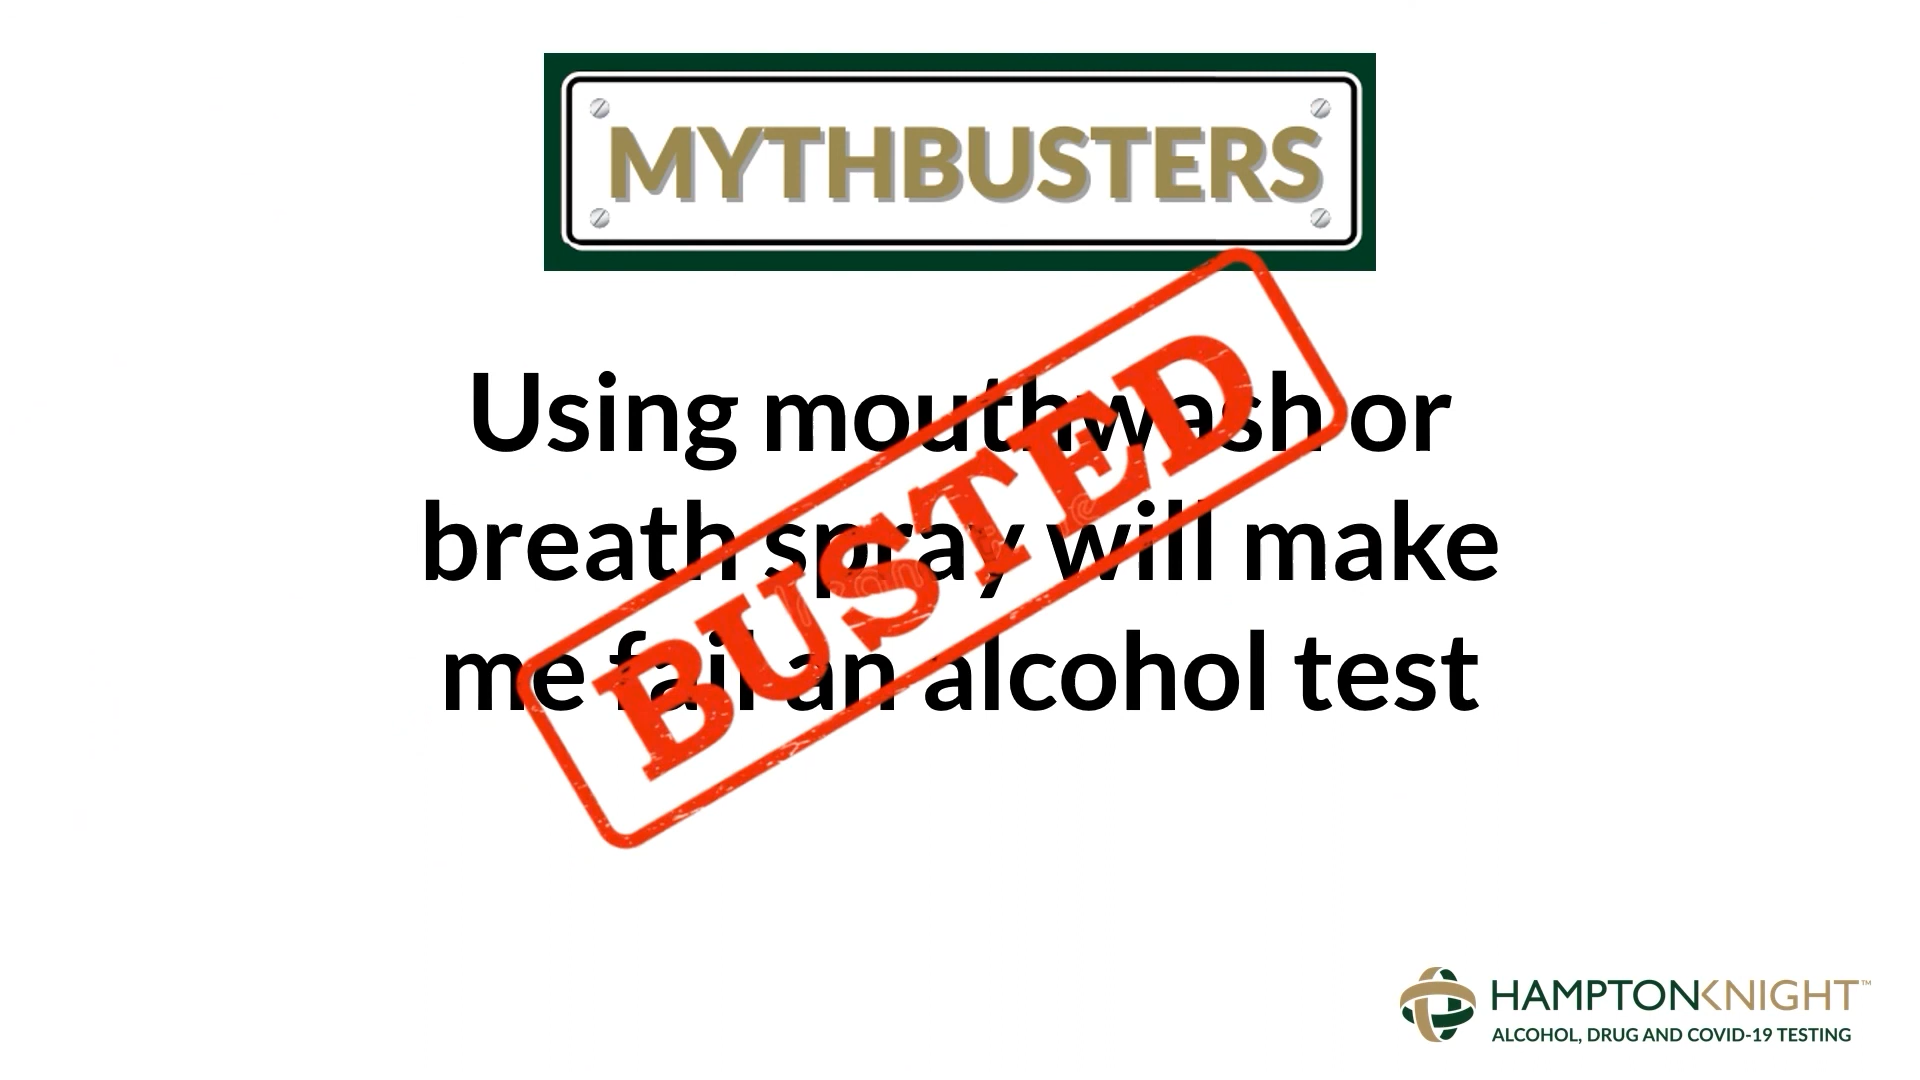 MYTHBUSTERS
Using mouthwash or
breath spray will make
me fail an alcohol test
BUSTED
HAMPTONKNIGHT™
ALCOHOL, DRUG AND COVID-19 TESTING